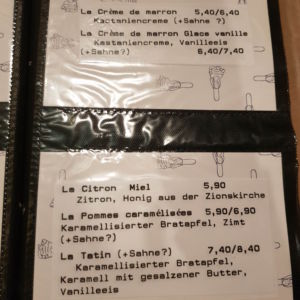 La Crème de marron 5,40/6,40
Kastaniencreme (+Sahne ?)
La Crème de marron Glace vanille
Kastaniencreme, Vanilleeis
(+Sahne?) 6,40/7,40
La Citron Miel 5,90
Zitron, Honig aus der Zionskirche
La Pommes caramélisées 5,90/6,90
Karamellisierter Bratapfel, Zimt
(+Sahne?)
La Tatin (+Sahne?) 7,40/8,40
Karamellisierter Bratapfel,
Karamell mit gesalzener Butter,
Vanilleeis